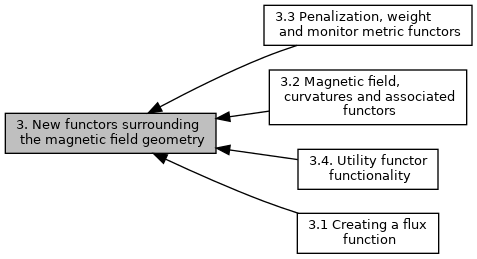 3.3 Penalization, weight
and monitor metric functors
3.2 Magnetic field,
curvatures and associated
functors
3. New functors surrounding
the magnetic field geometry
3.4. Utility functor
functionality
3.1 Creating a flux
function